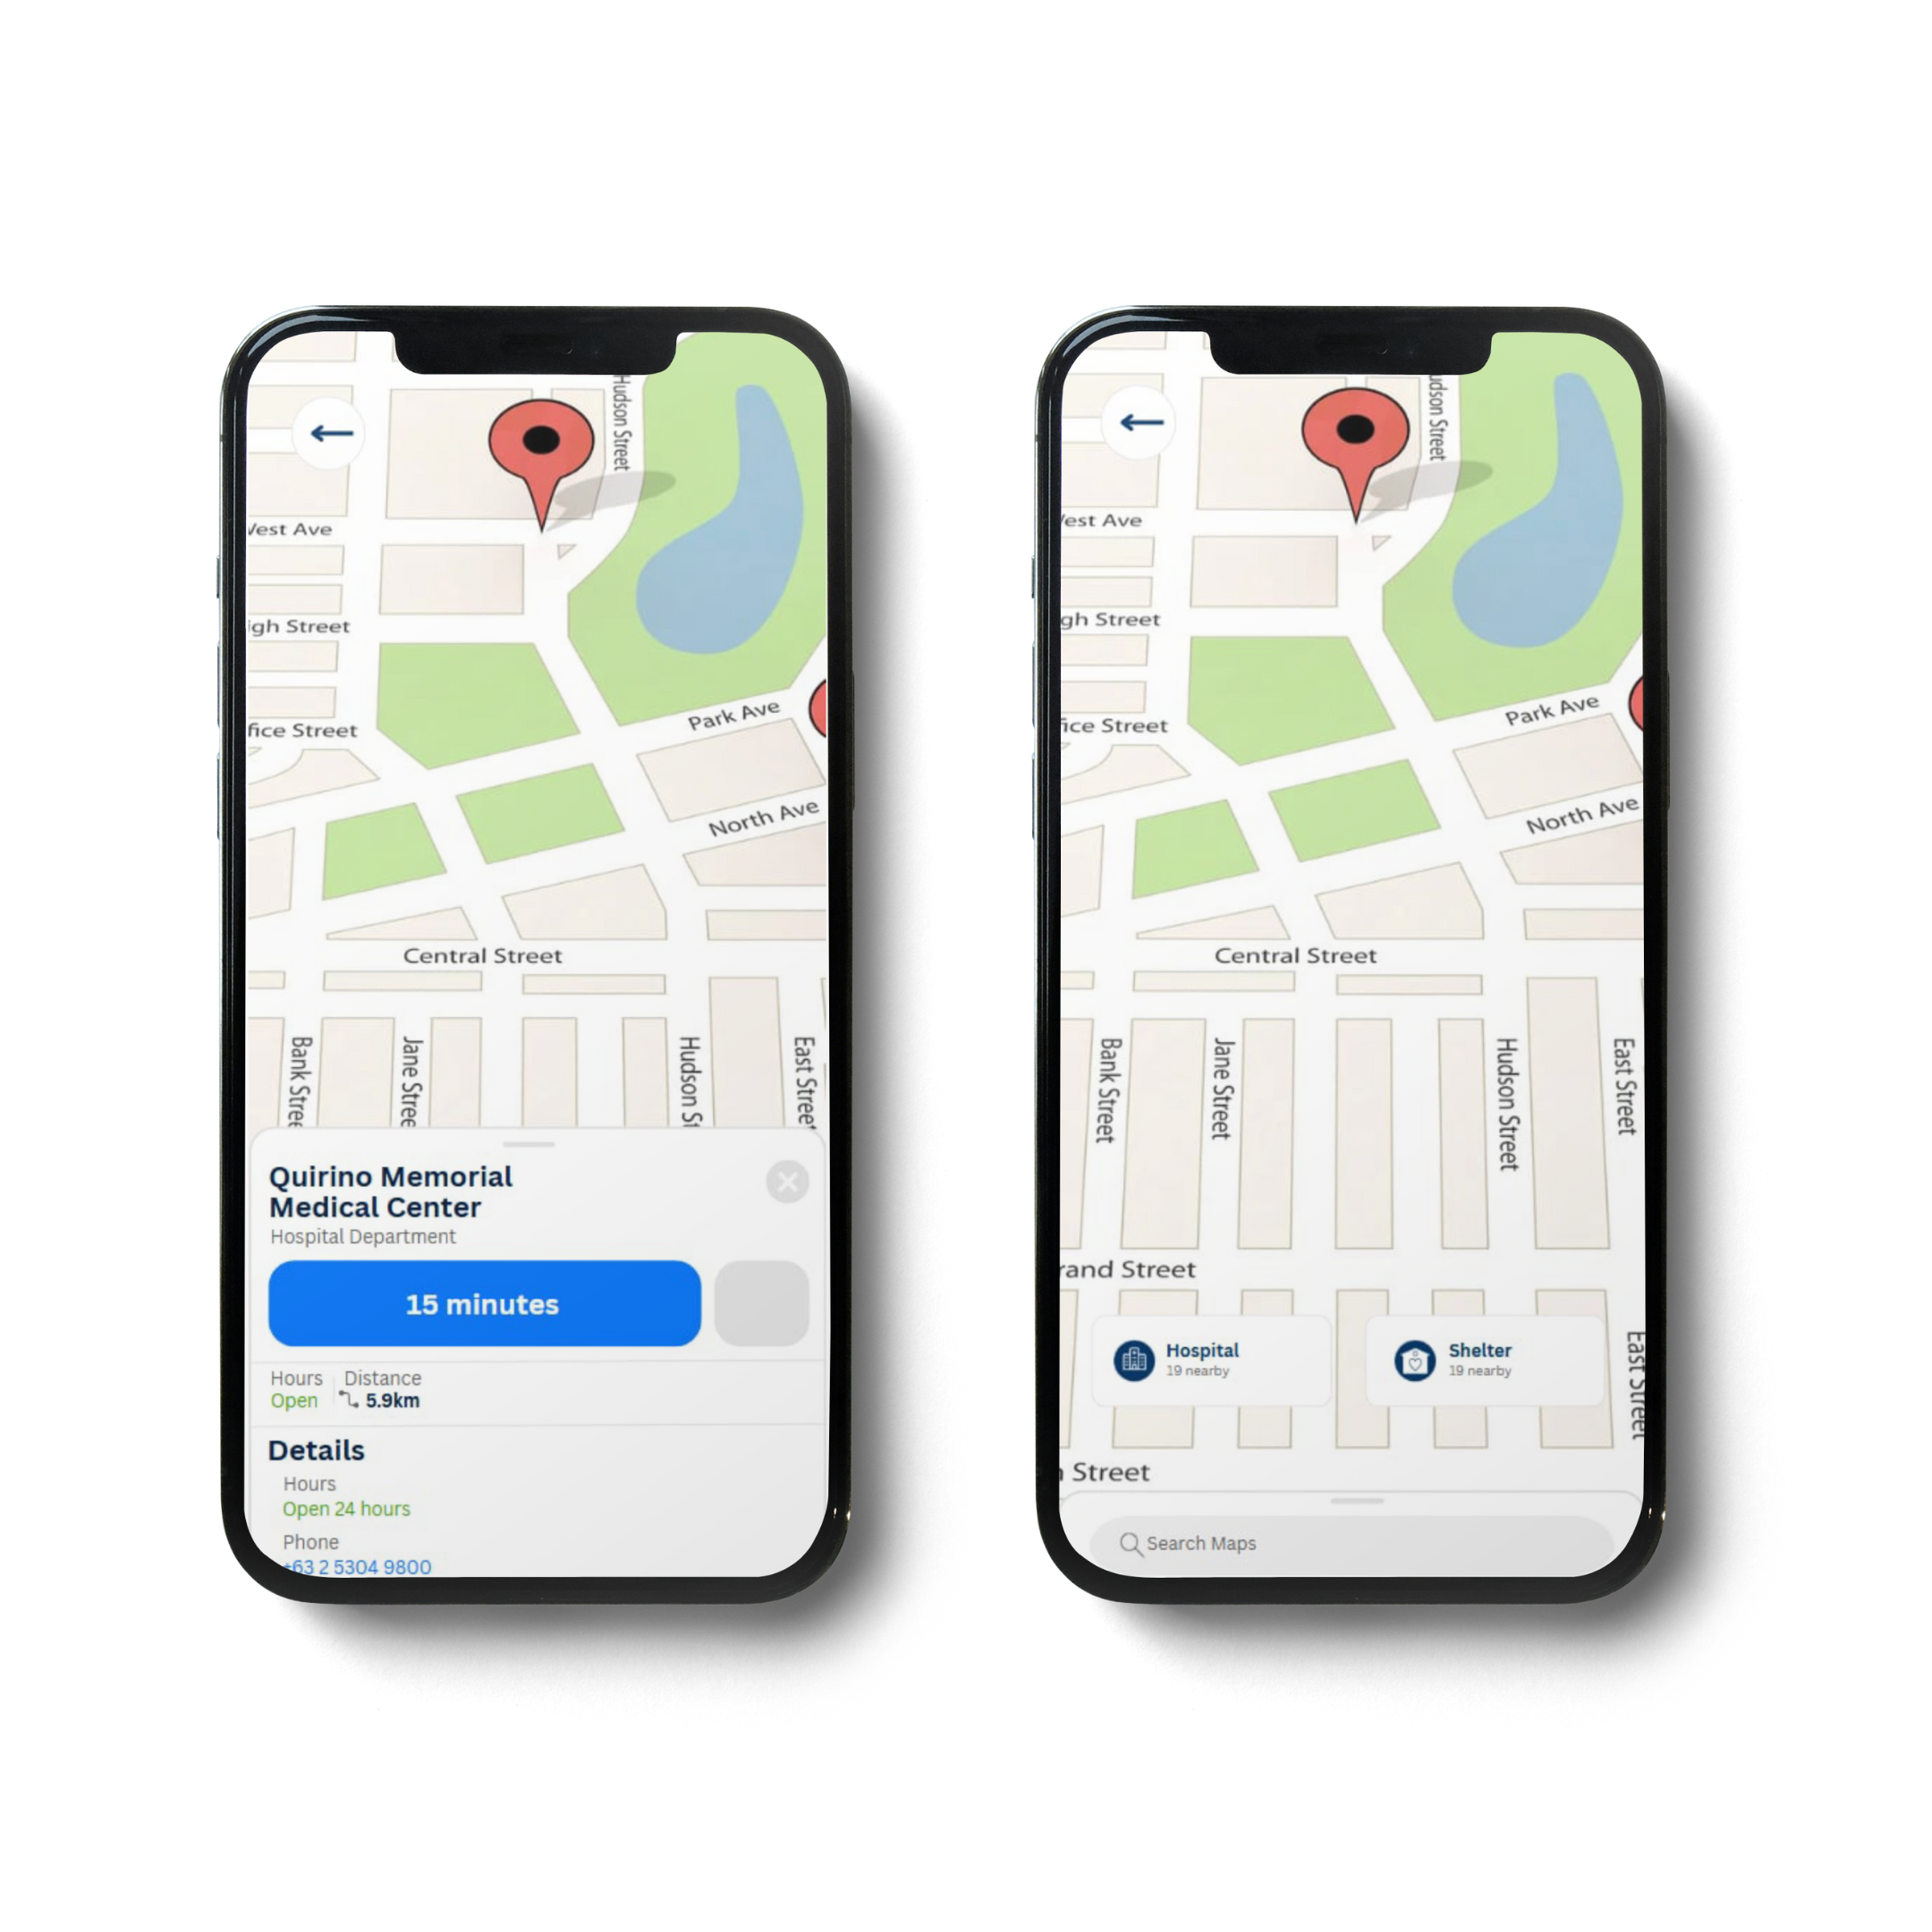 Hudson Street
West Ave
igh Street
fice Street
Park Ave
North Ave
Central Street
Bank Stree
Jane Stree
Hudson St
East Street
Quirino Memorial
Medical Center
Hospital Department
15 minutes
Hours
Distance
Open
5.9km
Details
Hours
Open 24 hours
Phone
+63 2 5304 9800
udson Street
est Ave
gh Street
fice Street
Park Ave
North Ave
Central Street
Bank Street
Jane Street
Hudson Street
East Street
rand Street
Hospital
19 nearby
Shelter
19 nearby
East Street
Street
Search Maps